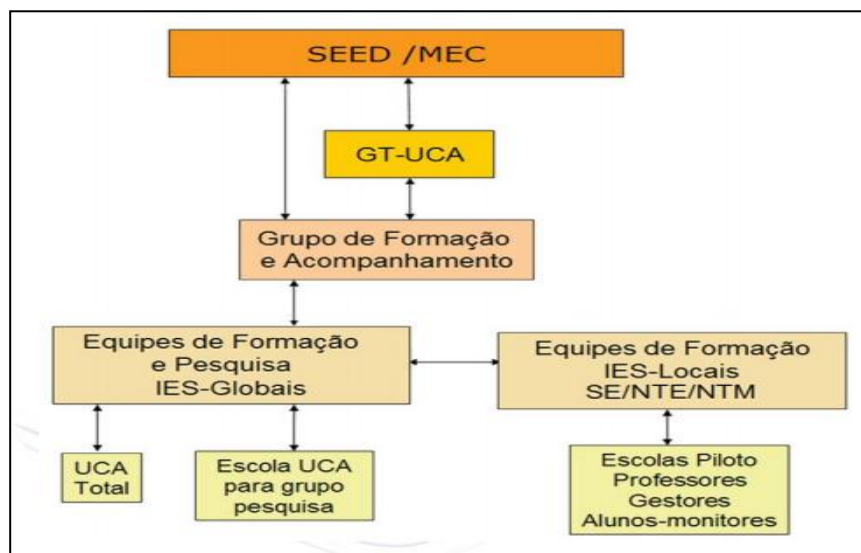 SEED /MEC
GT-UCA
Grupo de Formação
e Acompanhamento
Equipes de Formação
e Pesquisa
IES-Globais
Equipes de Formação
IES-Locais
SE/NTE/NTM
UCA
Total
Escola UCA
para grupo
pesquisa
Escolas Piloto
Professores
Gestores
Alunos-monitores